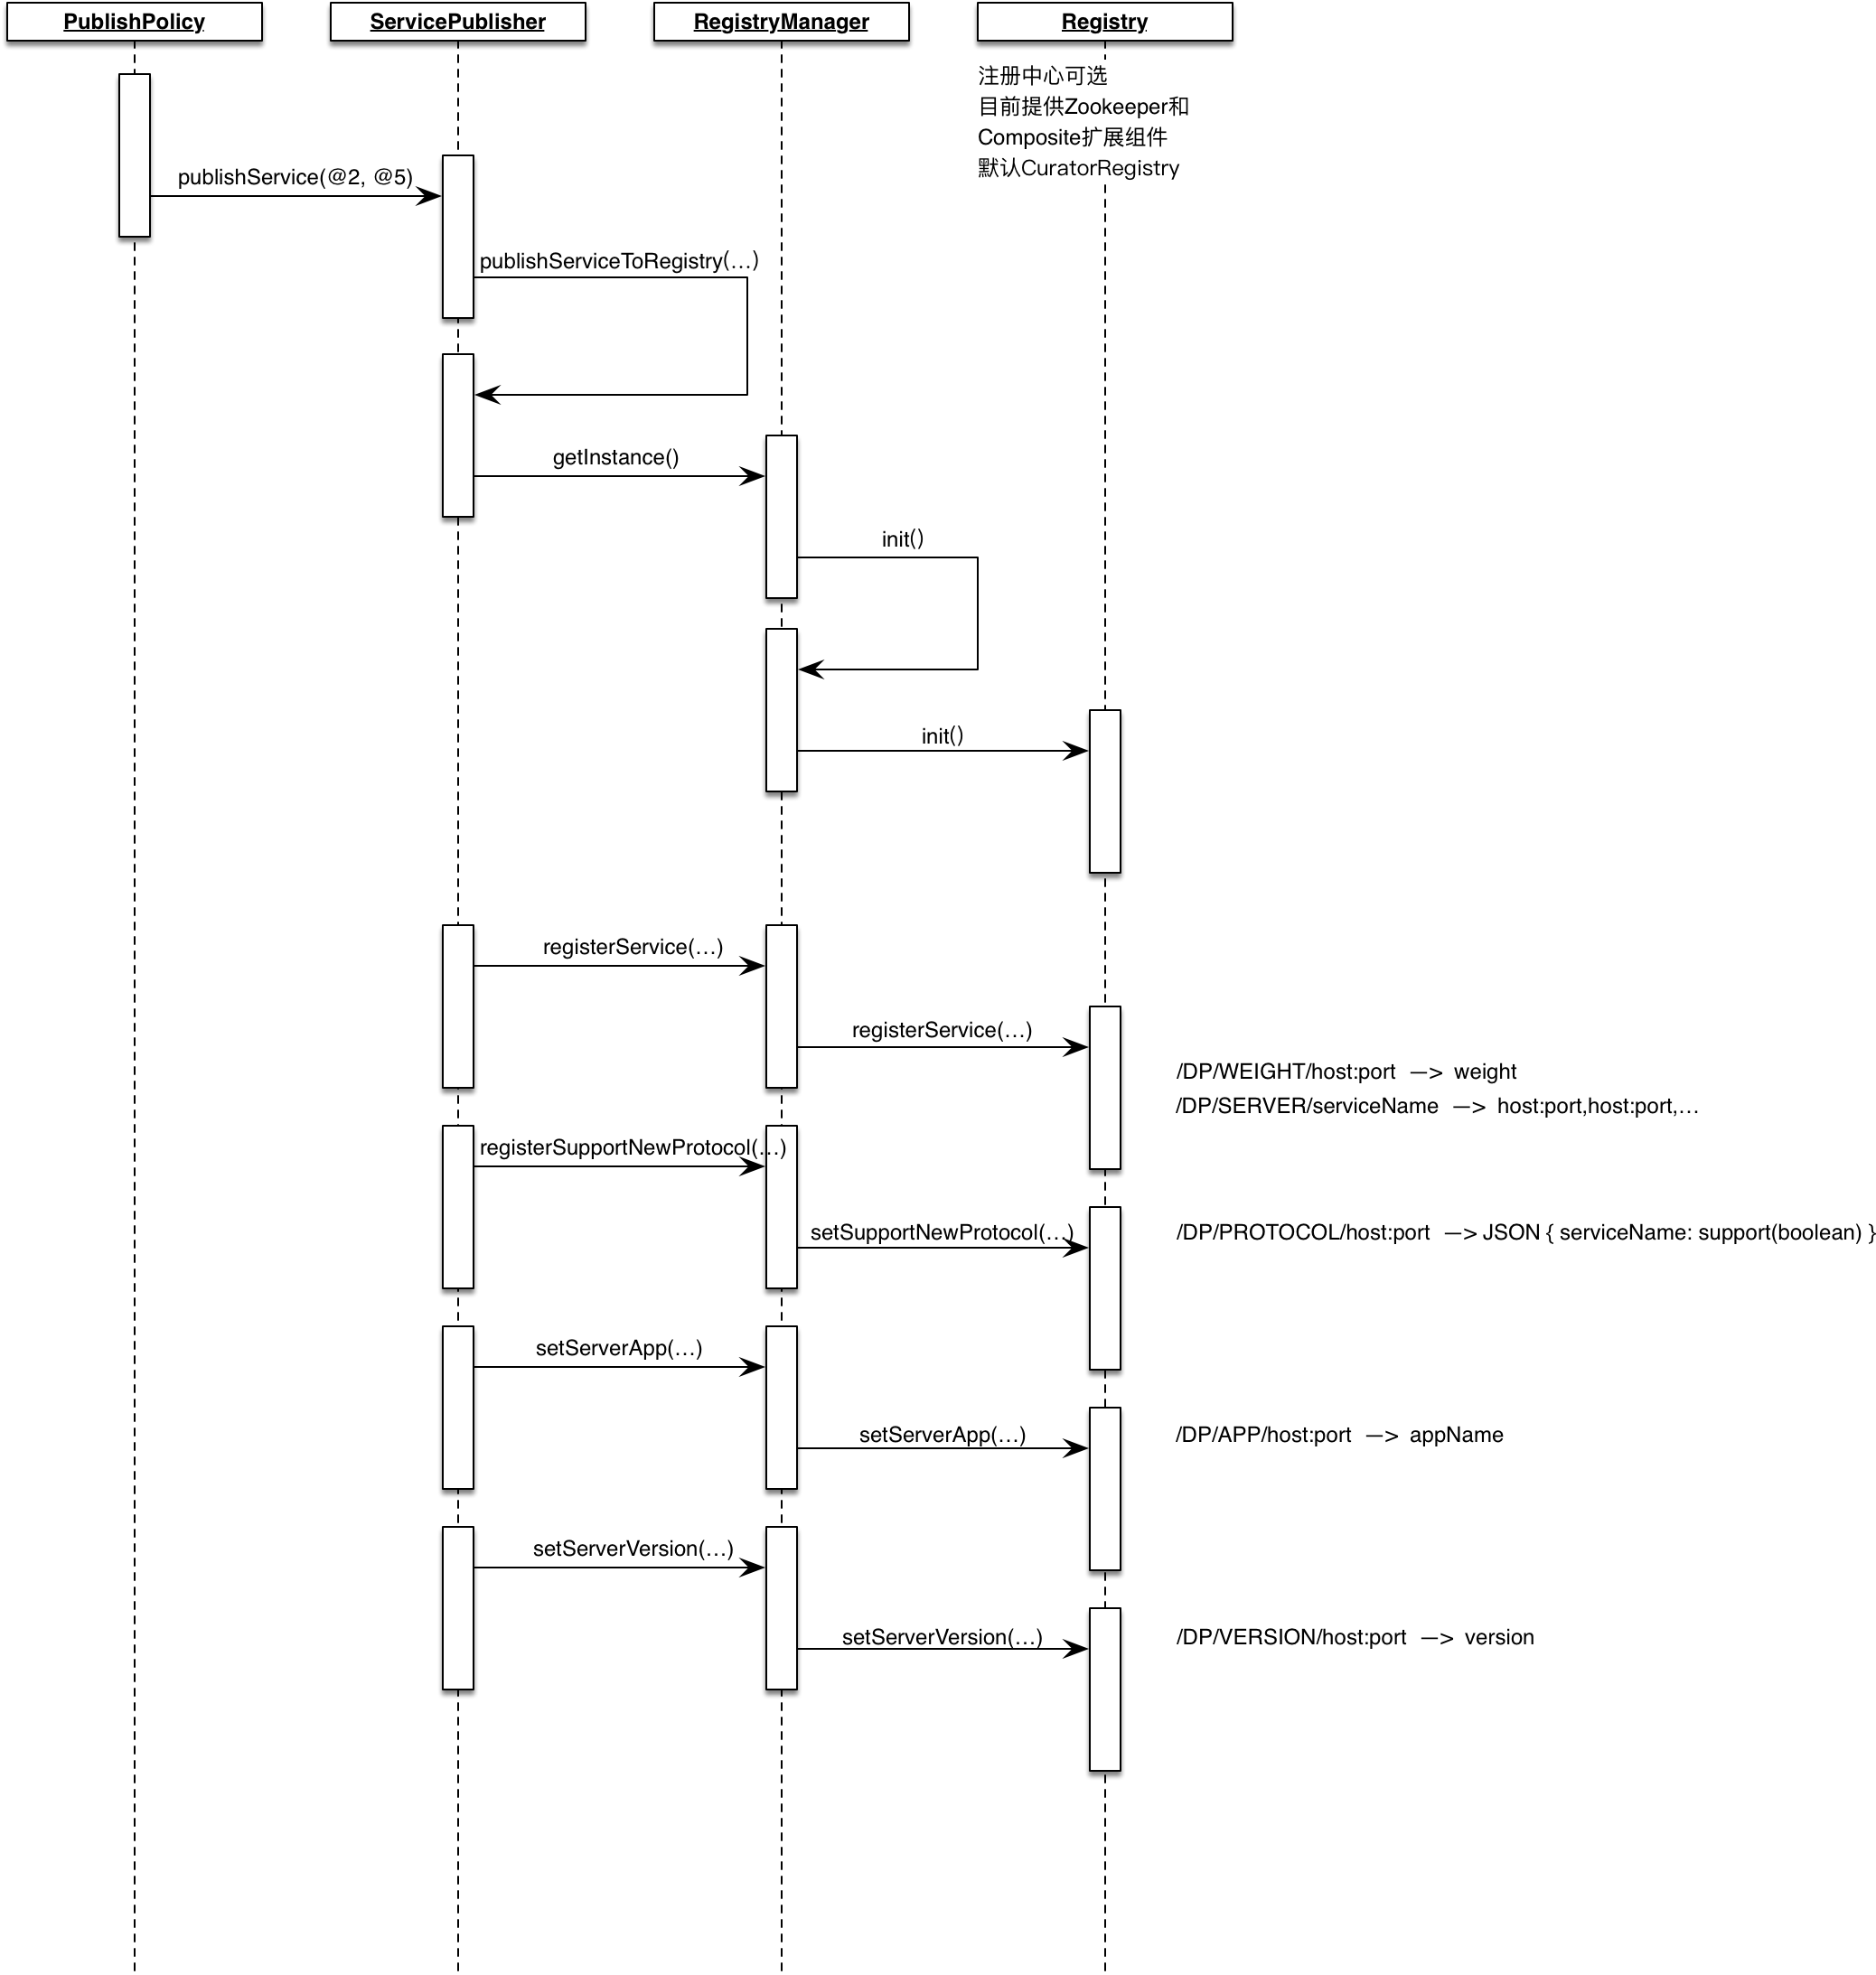 PublishPolicy
ServicePublisher
RegistryManager
Registry
注册中心可选
目前提供Zookeeper和
Composite扩展组件
默认CuratorRegistry
publishService(@2, @5)
publishServiceToRegistry(…)
getInstance()
init()
init()
registerService(…)
registerService(…)
/DP/WEIGHT/host:port —> weight
/DP/SERVER/serviceName —> host:port,host:port,…
registerSupportNewProtocol(…)
setSupportNewProtocol(…)
/DP/PROTOCOL/host:port —> JSON { serviceName: support(boolean) }
setServerApp(…)
setServerApp(…)
/DP/APP/host:port —> appName
setServerVersion(…)
setServerVersion(…)
/DP/VERSION/host:port —> version